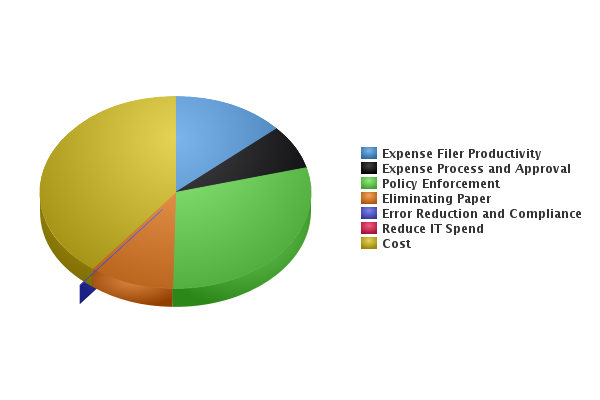 Expense Filer Productivity
Expense Process and Approval
Policy Enforcement
Eliminating Paper
Error Reduction and Compliance
Reduce IT Spend
Cost